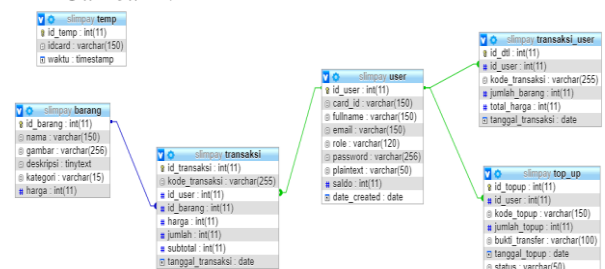 slimpay temp
id_temp : int(11)
idcard : varchar(150)
waktu : timestamp
slimpay barang
id_barang : int(11)
nama : varchar(150)
gambar : varchar(256)
deskripsi : tinytext
kategori : varchar(15)
harga : int(11)
slimpay transaksi
id_transaksi : int(11)
kode_transaksi : varchar(255)
id_user : int(11)
id_barang : int(11)
harga : int(11)
jumlah : int(11)
subtotal : int(11)
tanggal_transaksi : date
slimpay user
id_user : int(11)
card_id : varchar(150)
fullname : varchar(150)
email : varchar(150)
role : varchar(120)
password : varchar(256)
plaintext : varchar(50)
saldo : int(11)
date_created : date
slimpay transaksi_user
id_dtl : int(11)
id_user : int(11)
kode_transaksi : varchar(255)
jumlah_barang : int(11)
total_harga : int(11)
tanggal_transaksi : date
slimpay top_up
id_topup : int(11)
id_user : int(11)
kode_topup : varchar(150)
jumlah_topup : int(11)
bukti_transfer : varchar(100)
tanggal_topup : date
status : varchar(50)